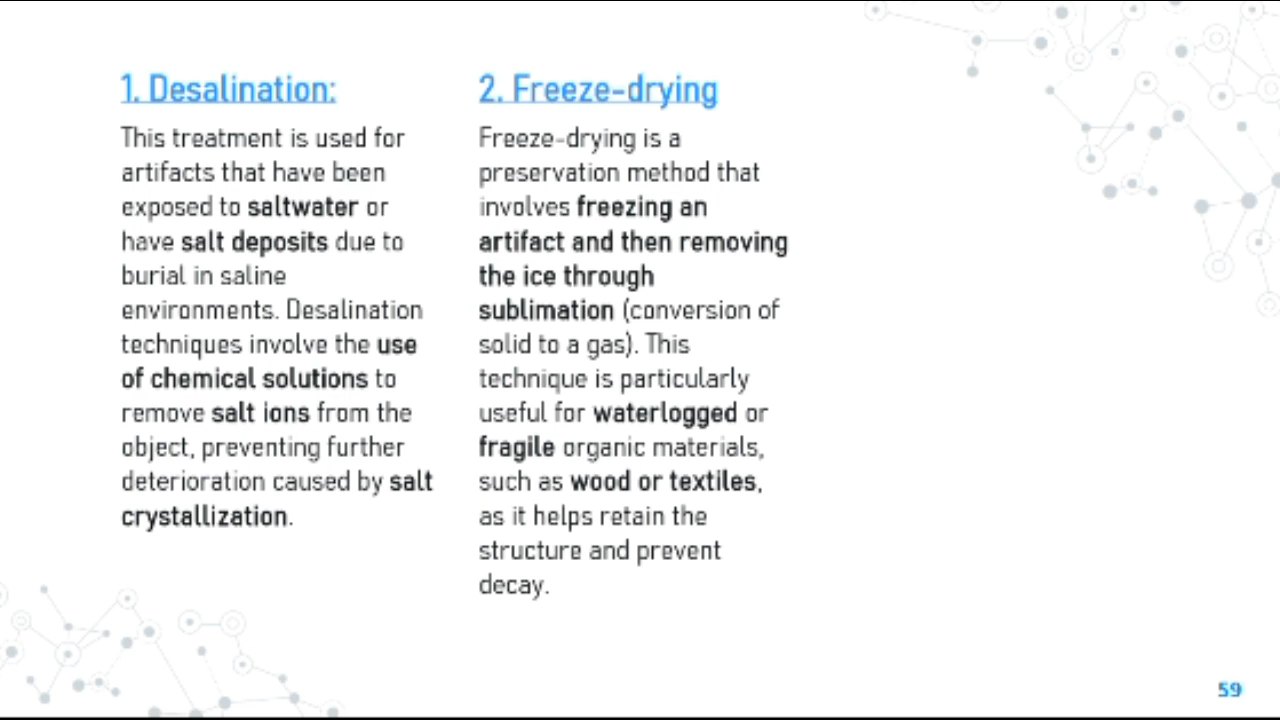 1. Desalination:
This treatment is used for
artifacts that have been
exposed to saltwater or
have salt deposits due to
burial in saline
environments. Desalination
techniques involve the use
of chemical solutions to
remove salt ions from the
object, preventing further
deterioration caused by salt
crystallization.
2. Freeze-drying
Freeze-drying is a
preservation method that
involves freezing an
artifact and then removing
the ice through
sublimation (conversion of
solid to a gas). This
technique is particularly
useful for waterlogged or
fragile organic materials,
such as wood or textiles,
as it helps retain the
structure and prevent
decay.
59